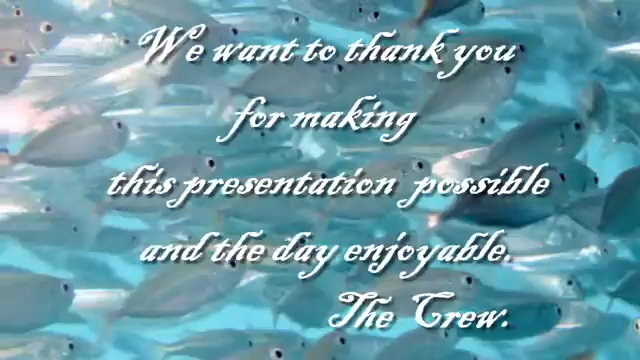 We want to thank you
for making
this presentation possible
and the day enjoyable.
The Crew.